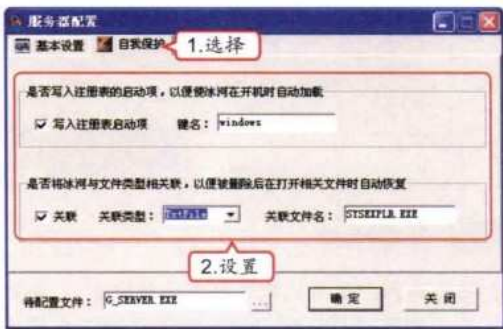 服务器配置
基本设置 自我保护 1.选择
是否写入注册表的启动项，以便使冰河在开机时自动加载
写入注册表启动项 键名： windows
是否将冰河与文件类型相关联，以便被删除后在打开相关文件时自动恢复
关联 关联类型： TxtFile 关联文件名： SYSEXPLR.EXE
2.设置
待配置文件： G_SERVER.EXE ... 确定 关闭